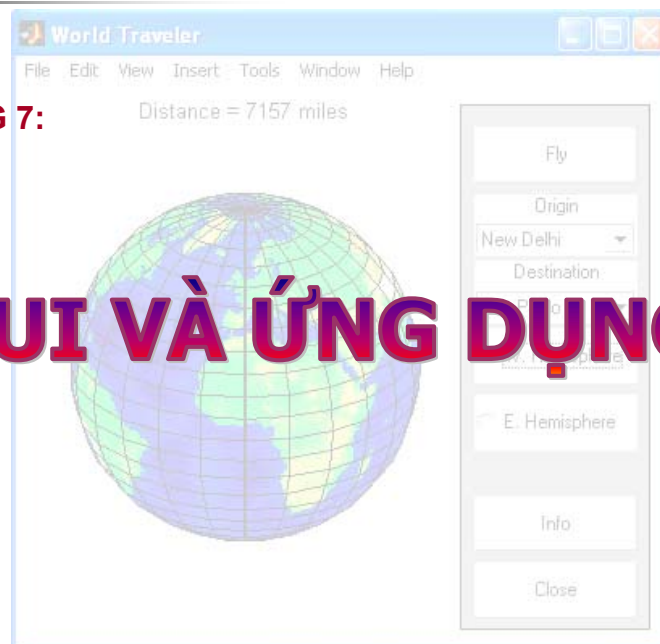 World Traveler
File Edit View Insert Tools Window Help
G 7:
Distance = 7157 miles
Fly
Origin
New Delhi
Destination
UI VÀ ỨNG DỤNG
E. Hemisphere
Info
Close